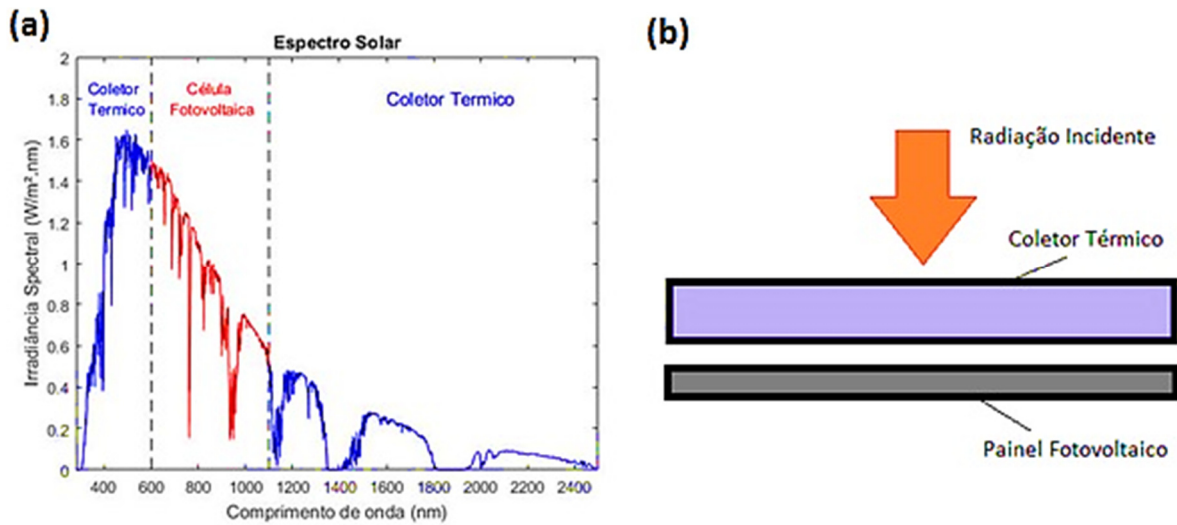 (a)
Espectro Solar
2
1.8
1.6
1.4
1.2
1
0.8
0.6
0.4
0.2
0
Irradiância Spectral (W/m².nm)
Coletor
Termico
Célula
Fotovoltaica
Coletor Termico
400 600 800 1000 1200 1400 1600 1800 2000 2200 2400
Comprimento de onda (nm)
(b)
Radiação Incidente
Coletor Térmico
Painel Fotovoltaico